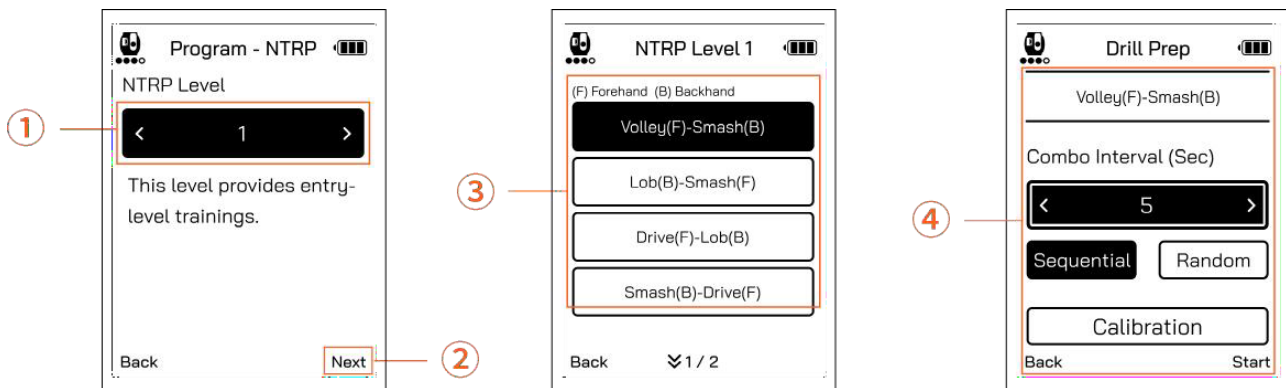 Program - NTRP
NTRP Level
①
< 1 >
This level provides entry-
level trainings.
Back
Next
②
NTRP Level 1
(F) Forehand (B) Backhand
Volley(F)-Smash(B)
③
Lob(B)-Smash(F)
Drive(F)-Lob(B)
Smash(B)-Drive(F)
Back
1 / 2
Drill Prep
Volley(F)-Smash(B)
Combo Interval (Sec)
④
< 5 >
Sequential
Random
Calibration
Back
Start